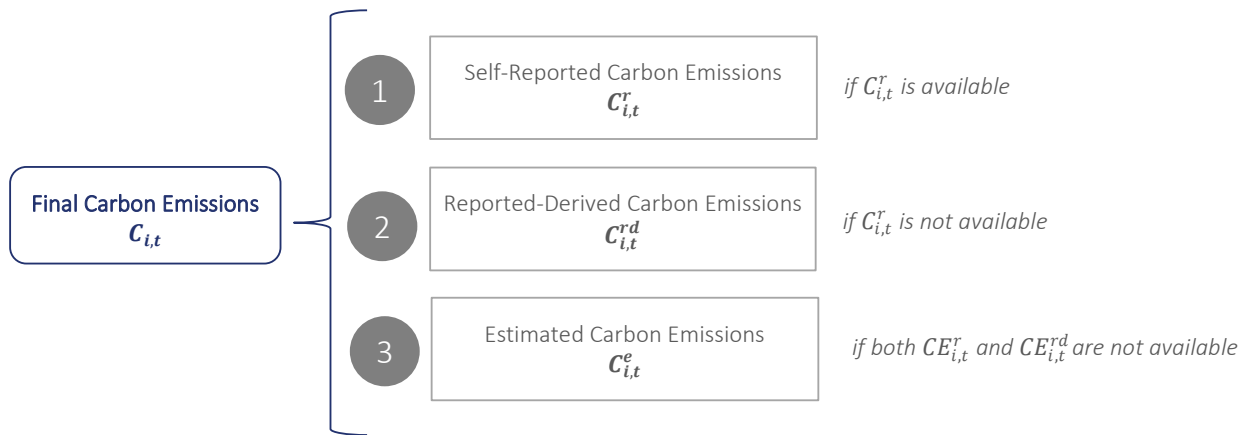 1
Self-Reported Carbon Emissions
C^r_{i,t}
if C^r_{i,t} is available
Final Carbon Emissions
C_{i,t}
2
Reported-Derived Carbon Emissions
C^{rd}_{i,t}
if C^r_{i,t} is not available
3
Estimated Carbon Emissions
C^e_{i,t}
if both CE^r_{i,t} and CE^{rd}_{i,t} are not available